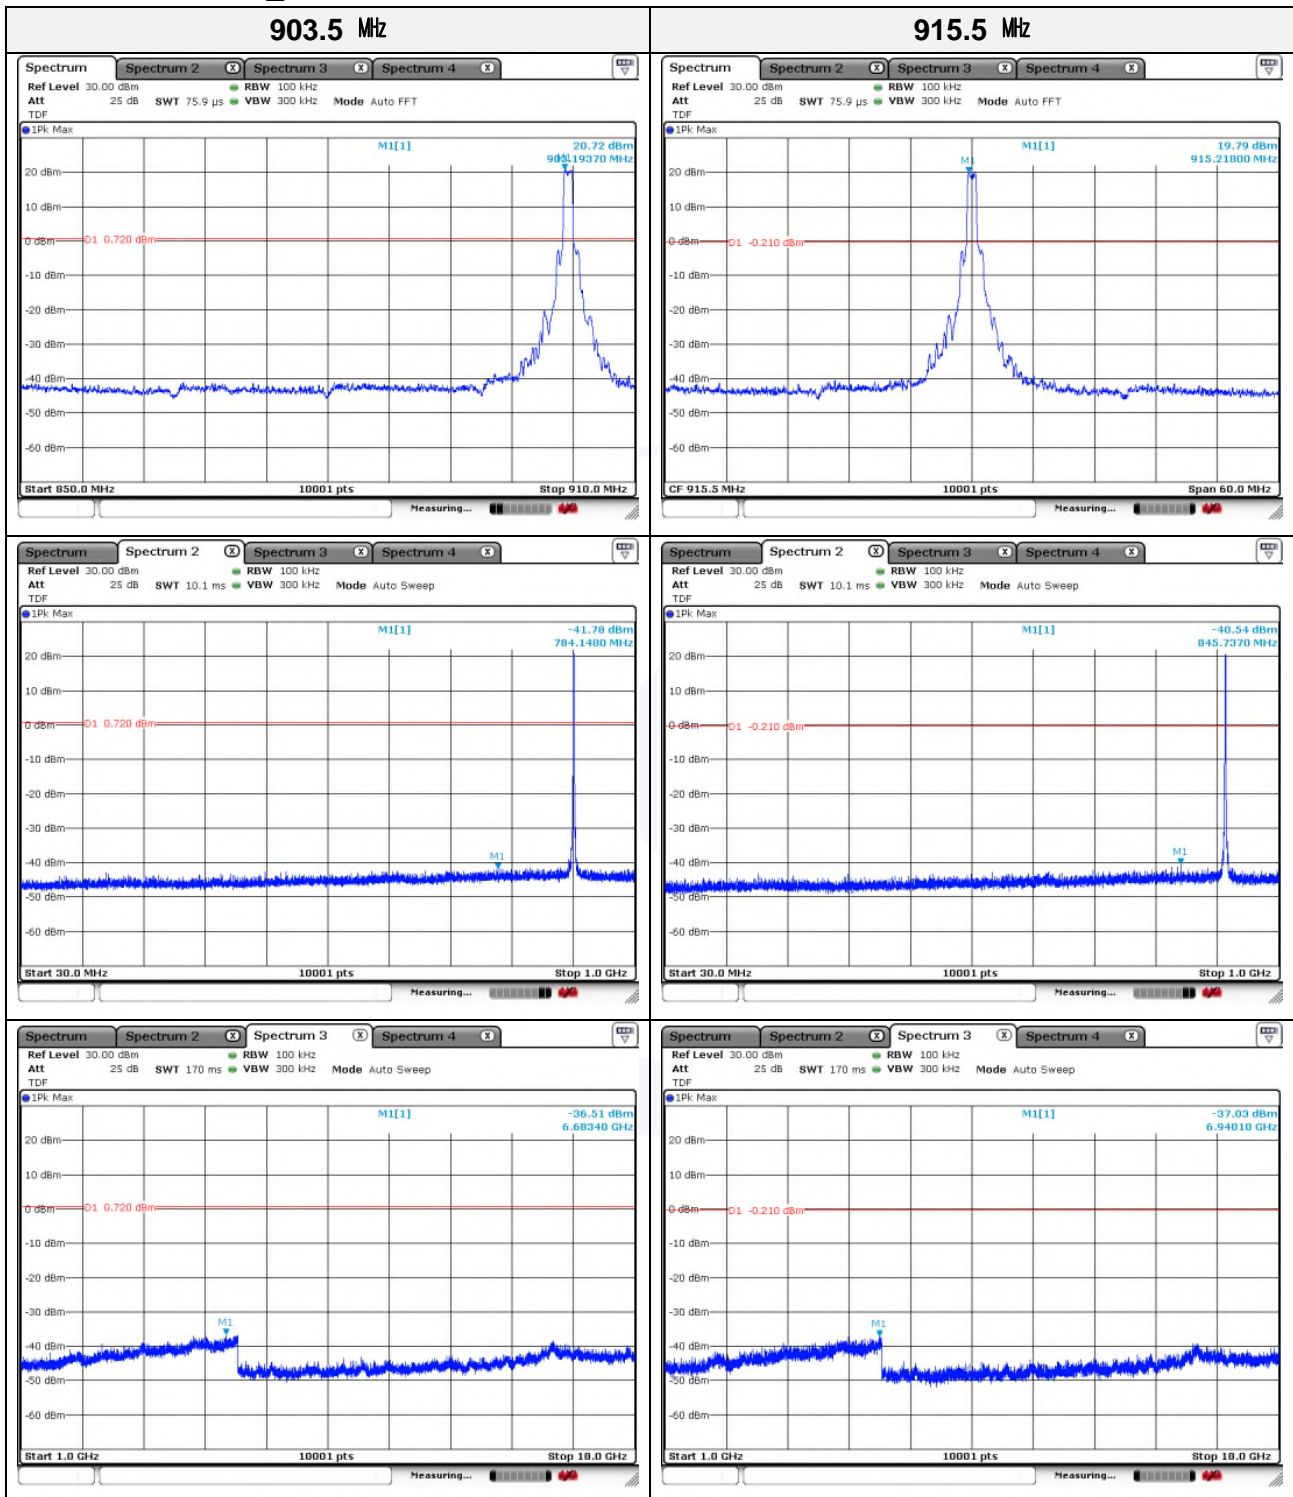 903.5 MHz 915.5 MHz
Spectrum Spectrum 2 X Spectrum 3 X Spectrum 4 X
Ref Level 30.00 dBm RBW 100 kHz
Att 25 dB SWT 75.9 µs VBW 300 kHz Mode Auto FFT
TDF
1Pk Max
M1[1] 20.72 dBm
903.19370 MHz
M1
20 dBm
10 dBm
0 dBm
D1 0.720 dBm
-10 dBm
-20 dBm
-30 dBm
-40 dBm
-50 dBm
-60 dBm
Start 850.0 MHz 10001 pts Stop 910.0 MHz
Measuring...
Spectrum Spectrum 2 X Spectrum 3 X Spectrum 4 X
Ref Level 30.00 dBm RBW 100 kHz
Att 25 dB SWT 75.9 µs VBW 300 kHz Mode Auto FFT
TDF
1Pk Max
M1[1] 19.79 dBm
915.21800 MHz
M1
20 dBm
10 dBm
0 dBm
D1 -0.210 dBm
-10 dBm
-20 dBm
-30 dBm
-40 dBm
-50 dBm
-60 dBm
CF 915.5 MHz 10001 pts Span 60.0 MHz
Measuring...
Spectrum Spectrum 2 X Spectrum 3 X Spectrum 4 X
Ref Level 30.00 dBm RBW 100 kHz
Att 25 dB SWT 10.1 ms VBW 300 kHz Mode Auto Sweep
TDF
1Pk Max
M1[1] -41.78 dBm
784.1480 MHz
20 dBm
10 dBm
0 dBm
D1 0.720 dBm
-10 dBm
-20 dBm
-30 dBm
-40 dBm
M1
-50 dBm
-60 dBm
Start 30.0 MHz 10001 pts Stop 1.0 GHz
Measuring...
Spectrum Spectrum 2 X Spectrum 3 X Spectrum 4 X
Ref Level 30.00 dBm RBW 100 kHz
Att 25 dB SWT 10.1 ms VBW 300 kHz Mode Auto Sweep
TDF
1Pk Max
M1[1] -40.54 dBm
845.7370 MHz
20 dBm
10 dBm
0 dBm
D1 -0.210 dBm
-10 dBm
-20 dBm
-30 dBm
M1
-40 dBm
-50 dBm
-60 dBm
Start 30.0 MHz 10001 pts Stop 1.0 GHz
Measuring...
Spectrum Spectrum 2 X Spectrum 3 X Spectrum 4 X
Ref Level 30.00 dBm RBW 100 kHz
Att 25 dB SWT 170 ms VBW 300 kHz Mode Auto Sweep
TDF
1Pk Max
M1[1] -36.51 dBm
6.68340 GHz
20 dBm
10 dBm
0 dBm
D1 0.720 dBm
-10 dBm
-20 dBm
-30 dBm
M1
-40 dBm
-50 dBm
-60 dBm
Start 1.0 GHz 10001 pts Stop 18.0 GHz
Measuring...
Spectrum Spectrum 2 X Spectrum 3 X Spectrum 4 X
Ref Level 30.00 dBm RBW 100 kHz
Att 25 dB SWT 170 ms VBW 300 kHz Mode Auto Sweep
TDF
1Pk Max
M1[1] -37.03 dBm
6.94010 GHz
20 dBm
10 dBm
0 dBm
D1 -0.210 dBm
-10 dBm
-20 dBm
-30 dBm
M1
-40 dBm
-50 dBm
-60 dBm
Start 1.0 GHz 10001 pts Stop 18.0 GHz
Measuring...